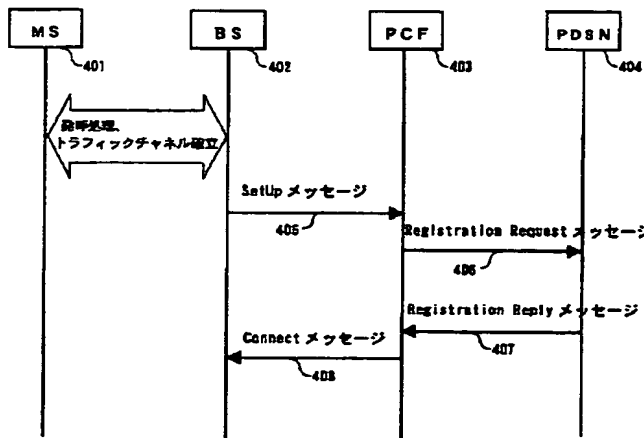 MS
BS
PCF
PDSN
401
402
403
404
発呼処理、
トラフィックチャネル確立
SetUp メッセージ
405
Registration Request メッセージ
406
Registration Reply メッセージ
407
Connect メッセージ
408